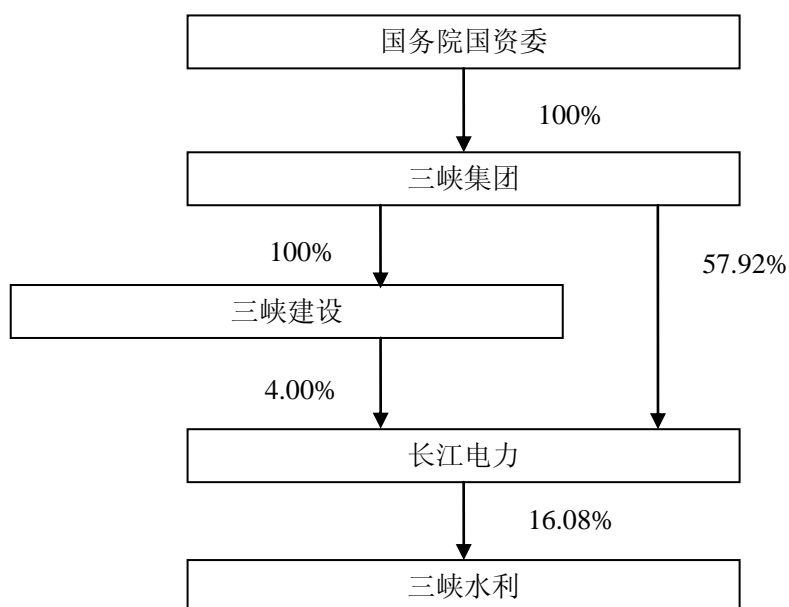 国务院国资委
100%
三峡集团
100%
57.92%
三峡建设
4.00%
长江电力
16.08%
三峡水利